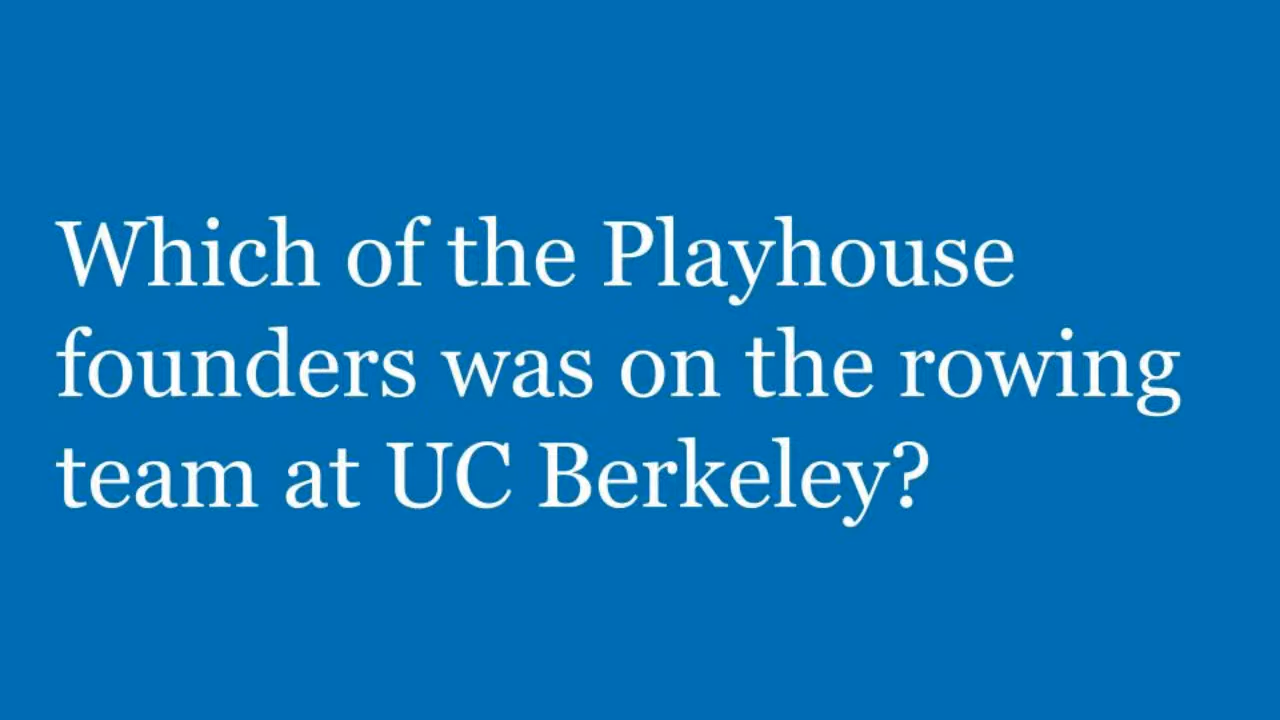 Which of the Playhouse
founders was on the rowing
team at UC Berkeley?